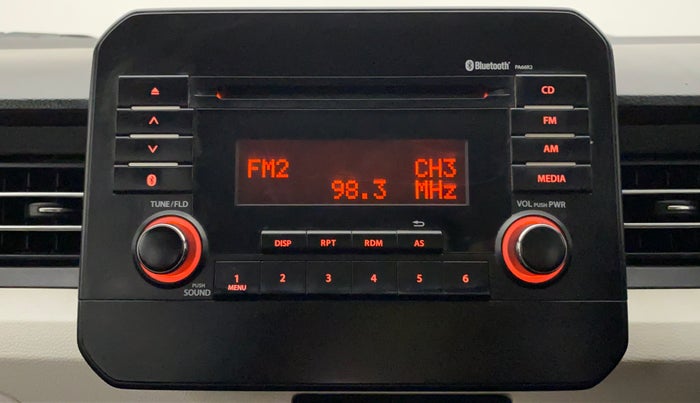 Bluetooth® PA66R2
CD
FM
AM
MEDIA
FM2 CH3
98.3 MHz
TUNE/FLD
VOL PUSH PWR
DISP RPT RDM AS
PUSH
SOUND
1 2 3 4 5 6
MENU